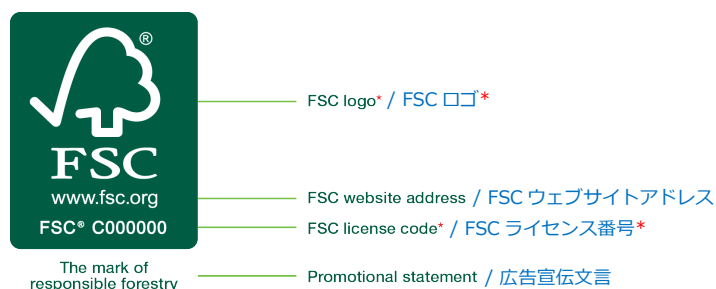 ®
FSC
www.fsc.org
FSC® C000000
The mark of
responsible forestry
FSC logo* / FSC ロゴ*
FSC website address / FSC ウェブサイトアドレス
FSC license code* / FSC ライセンス番号*
Promotional statement / 広告宣伝文言